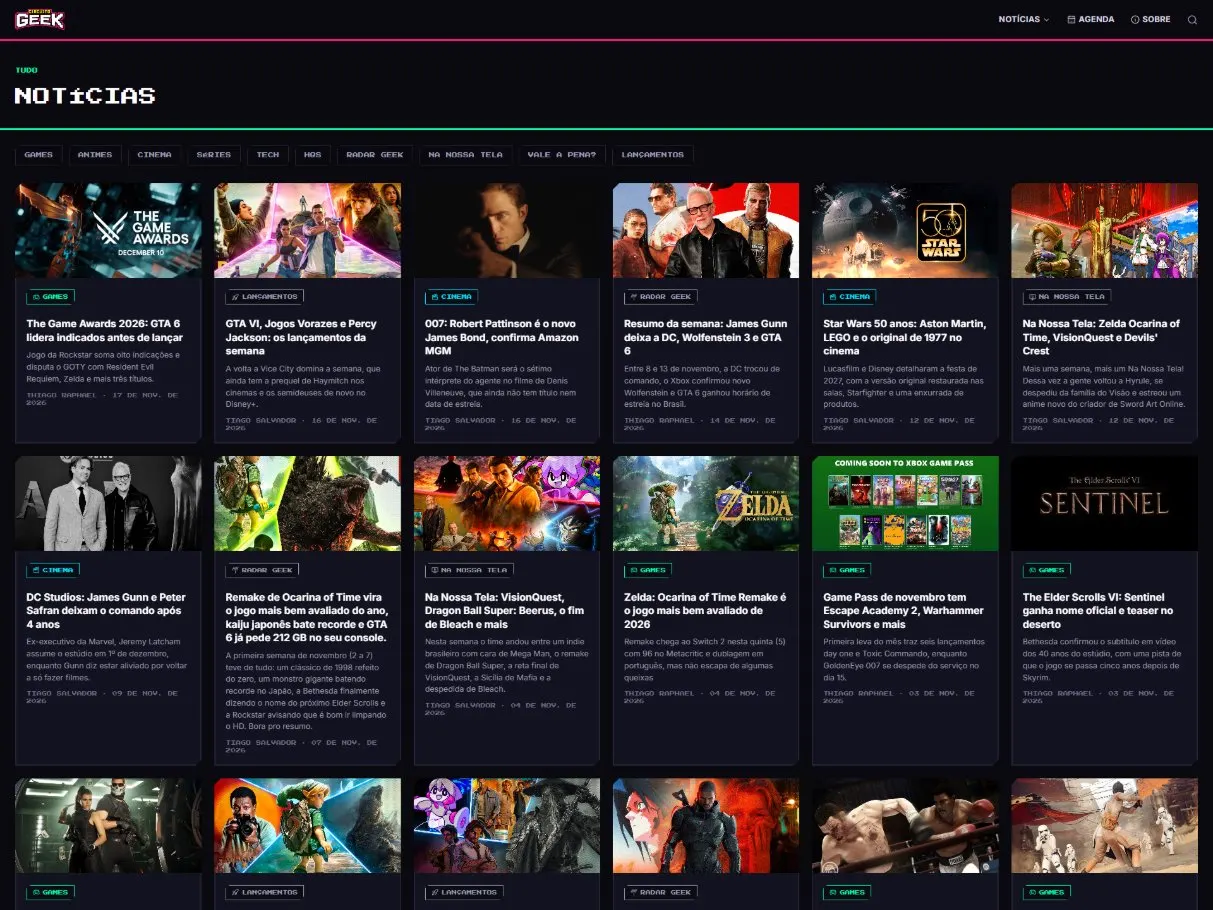 CIRCUITO
GEEK
NOTÍCIAS
AGENDA
SOBRE
TUDO
NOTíCIAS
GAMES
ANIMES
CINEMA
SéRIES
TECH
HQS
RADAR GEEK
NA NOSSA TELA
VALE A PENA?
LANÇAMENTOS
THE
GAME
AWARDS
DECEMBER 10
GAMES
The Game Awards 2026: GTA 6
lidera indicados antes de lançar
Jogo da Rockstar soma oito indicações e
disputa o GOTY com Resident Evil
Requiem, Zelda e mais três títulos.
THIAGO RAPHAEL · 17 DE NOV. DE
2026
LANÇAMENTOS
GTA VI, Jogos Vorazes e Percy
Jackson: os lançamentos da
semana
A volta a Vice City domina a semana, que
ainda tem a prequel de Haymitch nos
cinemas e os semideuses de novo no
Disney+.
TIAGO SALVADOR · 16 DE NOV. DE
2026
CINEMA
007: Robert Pattinson é o novo
James Bond, confirma Amazon
MGM
Ator de The Batman será o sétimo
intérprete do agente no filme de Denis
Villeneuve, que ainda não tem título nem
data de estreia.
TIAGO SALVADOR · 16 DE NOV. DE
2026
RADAR GEEK
Resumo da semana: James Gunn
deixa a DC, Wolfenstein 3 e GTA
6
Entre 8 e 13 de novembro, a DC trocou de
comando, o Xbox confirmou novo
Wolfenstein e GTA 6 ganhou horário de
estreia no Brasil.
THIAGO RAPHAEL · 14 DE NOV. DE
2026
50
STAR
WARS
CINEMA
Star Wars 50 anos: Aston Martin,
LEGO e o original de 1977 no
cinema
Lucasfilm e Disney detalharam a festa de
2027, com a versão original restaurada nas
salas, Starfighter e uma enxurrada de
produtos.
TIAGO SALVADOR · 12 DE NOV. DE
2026
NA NOSSA TELA
Na Nossa Tela: Zelda Ocarina of
Time, VisionQuest e Devils'
Crest
Mais uma semana, mais um Na Nossa Tela!
Dessa vez a gente voltou a Hyrule, se
despediu da família do Visão e estreou um
anime novo do criador de Sword Art Online.
TIAGO SALVADOR · 12 DE NOV. DE
2026
CINEMA
DC Studios: James Gunn e Peter
Safran deixam o comando após
4 anos
Ex-executivo da Marvel, Jeremy Latcham
assume o estúdio em 1º de dezembro,
enquanto Gunn diz estar aliviado por voltar
a só fazer filmes.
TIAGO SALVADOR · 09 DE NOV. DE
2026
RADAR GEEK
Remake de Ocarina of Time vira
o jogo mais bem avaliado do ano,
kaiju japonês bate recorde e GTA
6 já pede 212 GB no seu console.
A primeira semana de novembro (2 a 7)
teve de tudo: um clássico de 1998 refeito
do zero, um monstro gigante batendo
recorde no Japão, a Bethesda finalmente
dizendo o nome do próximo Elder Scrolls e
a Rockstar avisando que é bom ir limpando
o HD. Bora pro resumo.
TIAGO SALVADOR · 07 DE NOV. DE
2026
NA NOSSA TELA
Na Nossa Tela: VisionQuest,
Dragon Ball Super: Beerus, o fim
de Bleach e mais
Nesta semana o time andou entre um indie
brasileiro com cara de Mega Man, o remake
de Dragon Ball Super, a reta final de
VisionQuest, a Sicília de Mafia e a
despedida de Bleach.
TIAGO SALVADOR · 04 DE NOV. DE
2026
ZELDA
OCARINA OF TIME
GAMES
Zelda: Ocarina of Time Remake é
o jogo mais bem avaliado de
2026
Remake chega ao Switch 2 nesta quinta (5)
com 96 no Metacritic e dublagem em
português, mas não escapa de algumas
queixas
THIAGO RAPHAEL · 04 DE NOV. DE
2026
COMING SOON TO XBOX GAME PASS
GAMES
Game Pass de novembro tem
Escape Academy 2, Warhammer
Survivors e mais
Primeira leva do mês traz seis lançamentos
day one e Toxic Commando, enquanto
GoldenEye 007 se despede do serviço no
dia 15.
THIAGO RAPHAEL · 03 DE NOV. DE
2026
The Elder Scrolls VI
SENTINEL
GAMES
The Elder Scrolls VI: Sentinel
ganha nome oficial e teaser no
deserto
Bethesda confirmou o subtítulo em vídeo
dos 40 anos do estúdio, com uma pista de
que o jogo se passa cinco anos depois de
Skyrim.
THIAGO RAPHAEL · 03 DE NOV. DE
2026
GAMES
LANÇAMENTOS
LANÇAMENTOS
RADAR GEEK
GAMES
GAMES